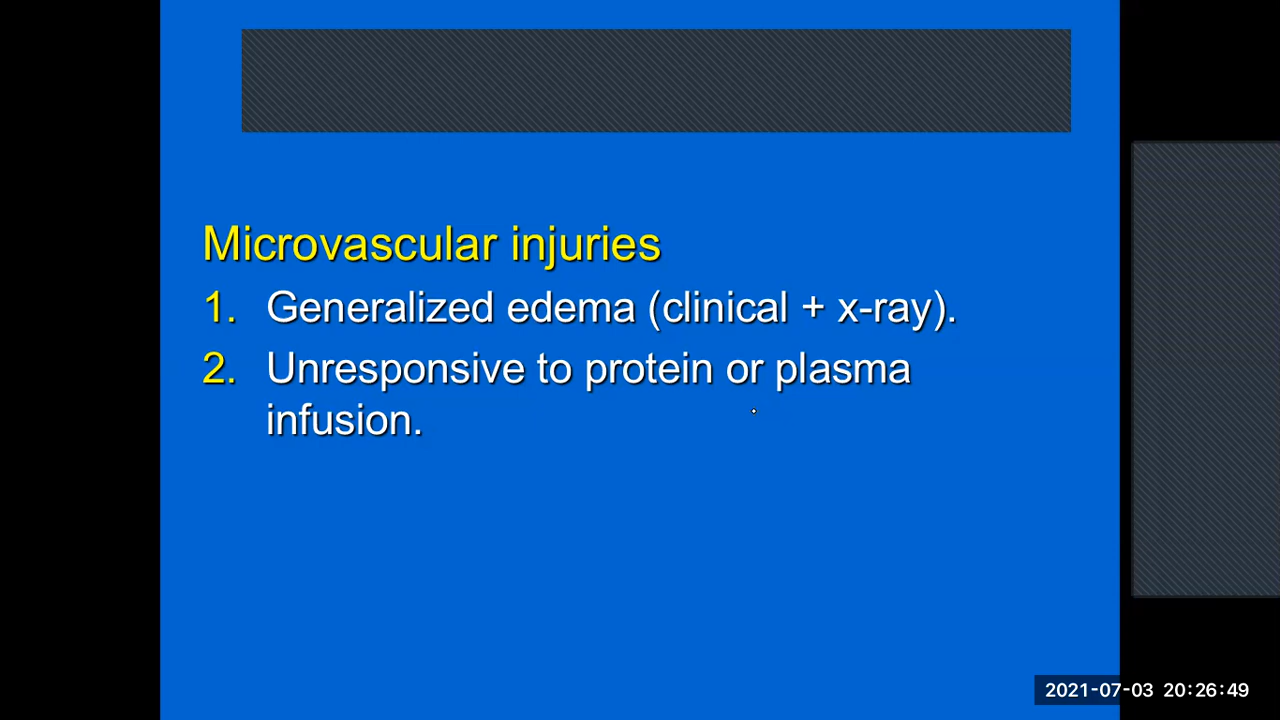 Microvascular injuries
1. Generalized edema (clinical + x-ray).
2. Unresponsive to protein or plasma
infusion.
2021-07-03 20:26:49